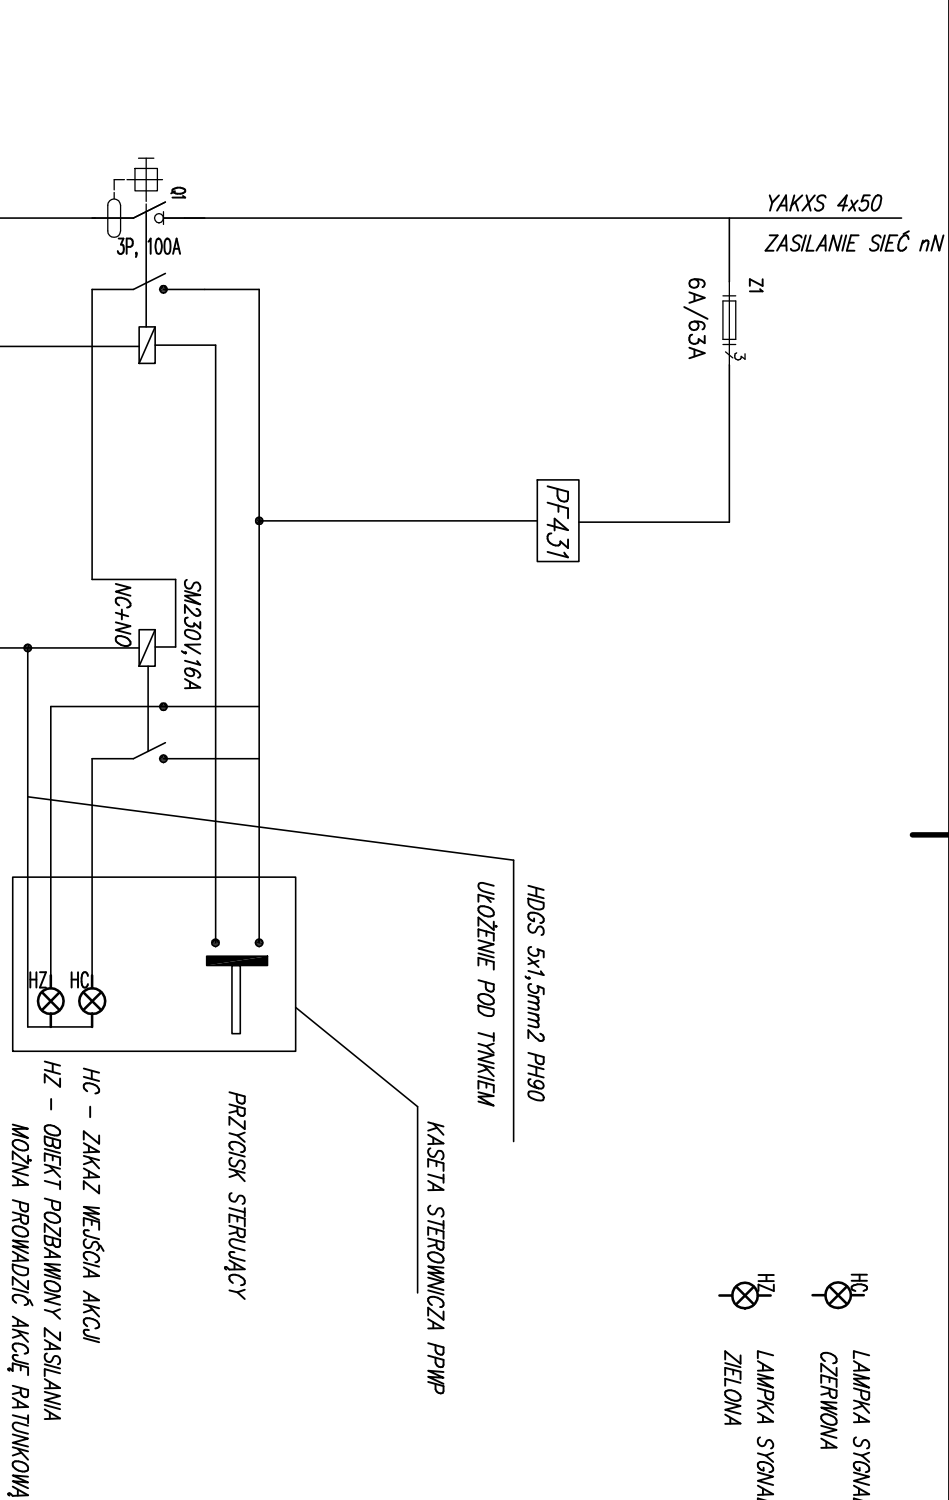 YAKXS 4x50
ZASILANIE SIEĆ nN
Q1
3P, 100A
Z1
6A/63A
3
PF431
SM230V,16A
NC+NO
HDGS 5x1,5mm2 PH90
UŁOŻENIE POD TYNKIEM
HZ
HC
KASETA STEROWNICZA PPWP
PRZYCISK STERUJĄCY
HC - ZAKAZ WEJŚCIA AKCJI
HZ - OBIEKT POZBAWIONY ZASILANIA
MOŻNA PROWADZIĆ AKCJĘ RATUNKOWĄ
HC
LAMPKA SYGNA
CZERWONA
HZ
LAMPKA SYGNA
ZIELONA